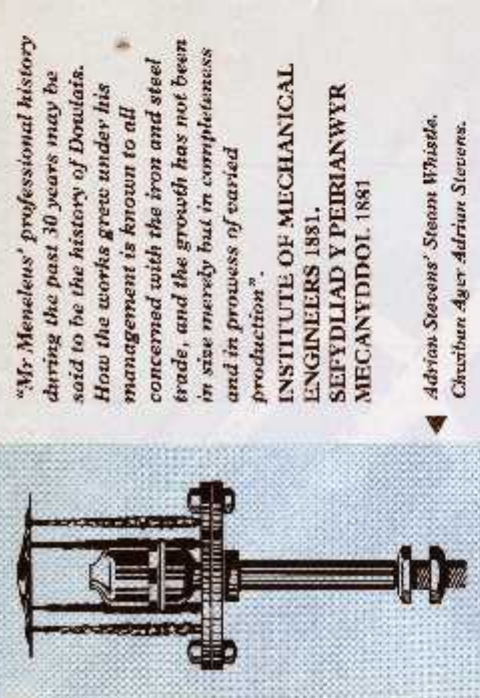 "Mr Meneleus' professional history
during the past 30 years may be
said to be the history of Dowlais.
How the works grew under his
management is known to all
concerned with the iron and steel
trade, and the growth has not been
in size merely but in completeness
and in prowess of varied
production".
INSTITUTE OF MECHANICAL
ENGINEERS 1881.
SEFYDLIAD Y PEIRIANWYR
MECANYDDOL 1881
Adrian Stevens' Steam Whistle.
Chwiban Ager Adrian Stevens.